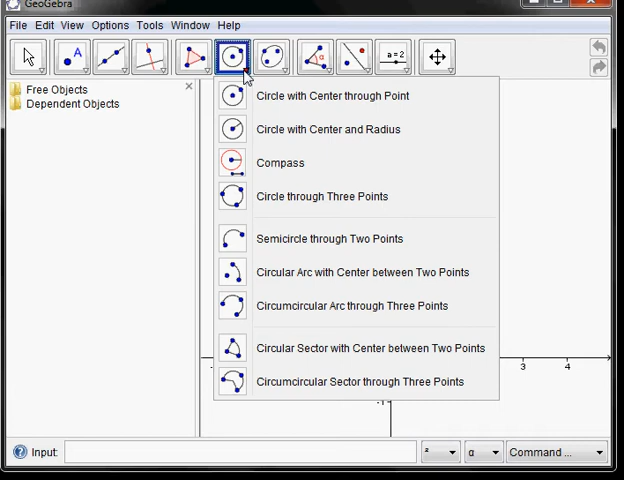 GeoGebra
File Edit View Options Tools Window Help
A
α
a=2
Free Objects
Dependent Objects
Circle with Center through Point
Circle with Center and Radius
Compass
Circle through Three Points
Semicircle through Two Points
Circular Arc with Center between Two Points
Circumcircular Arc through Three Points
Circular Sector with Center between Two Points
Circumcircular Sector through Three Points
3 4
Input: ² α Command ...